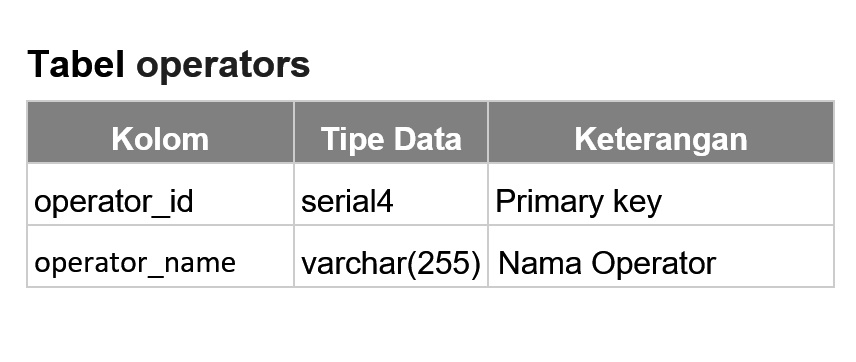 Tabel operators
Kolom Tipe Data Keterangan
operator_id serial4 Primary key
operator_name varchar(255) Nama Operator